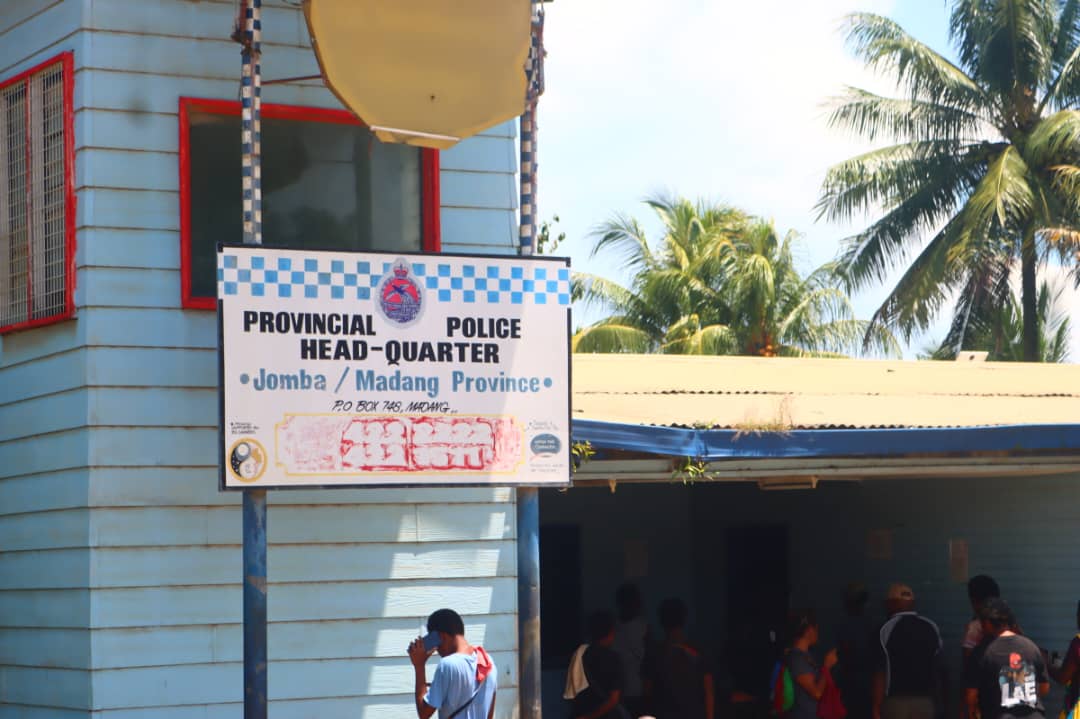 PROVINCIAL POLICE
HEAD-QUARTER
•Jomba / Madang Province•
P.O BOX 748, MADANG..
LAE